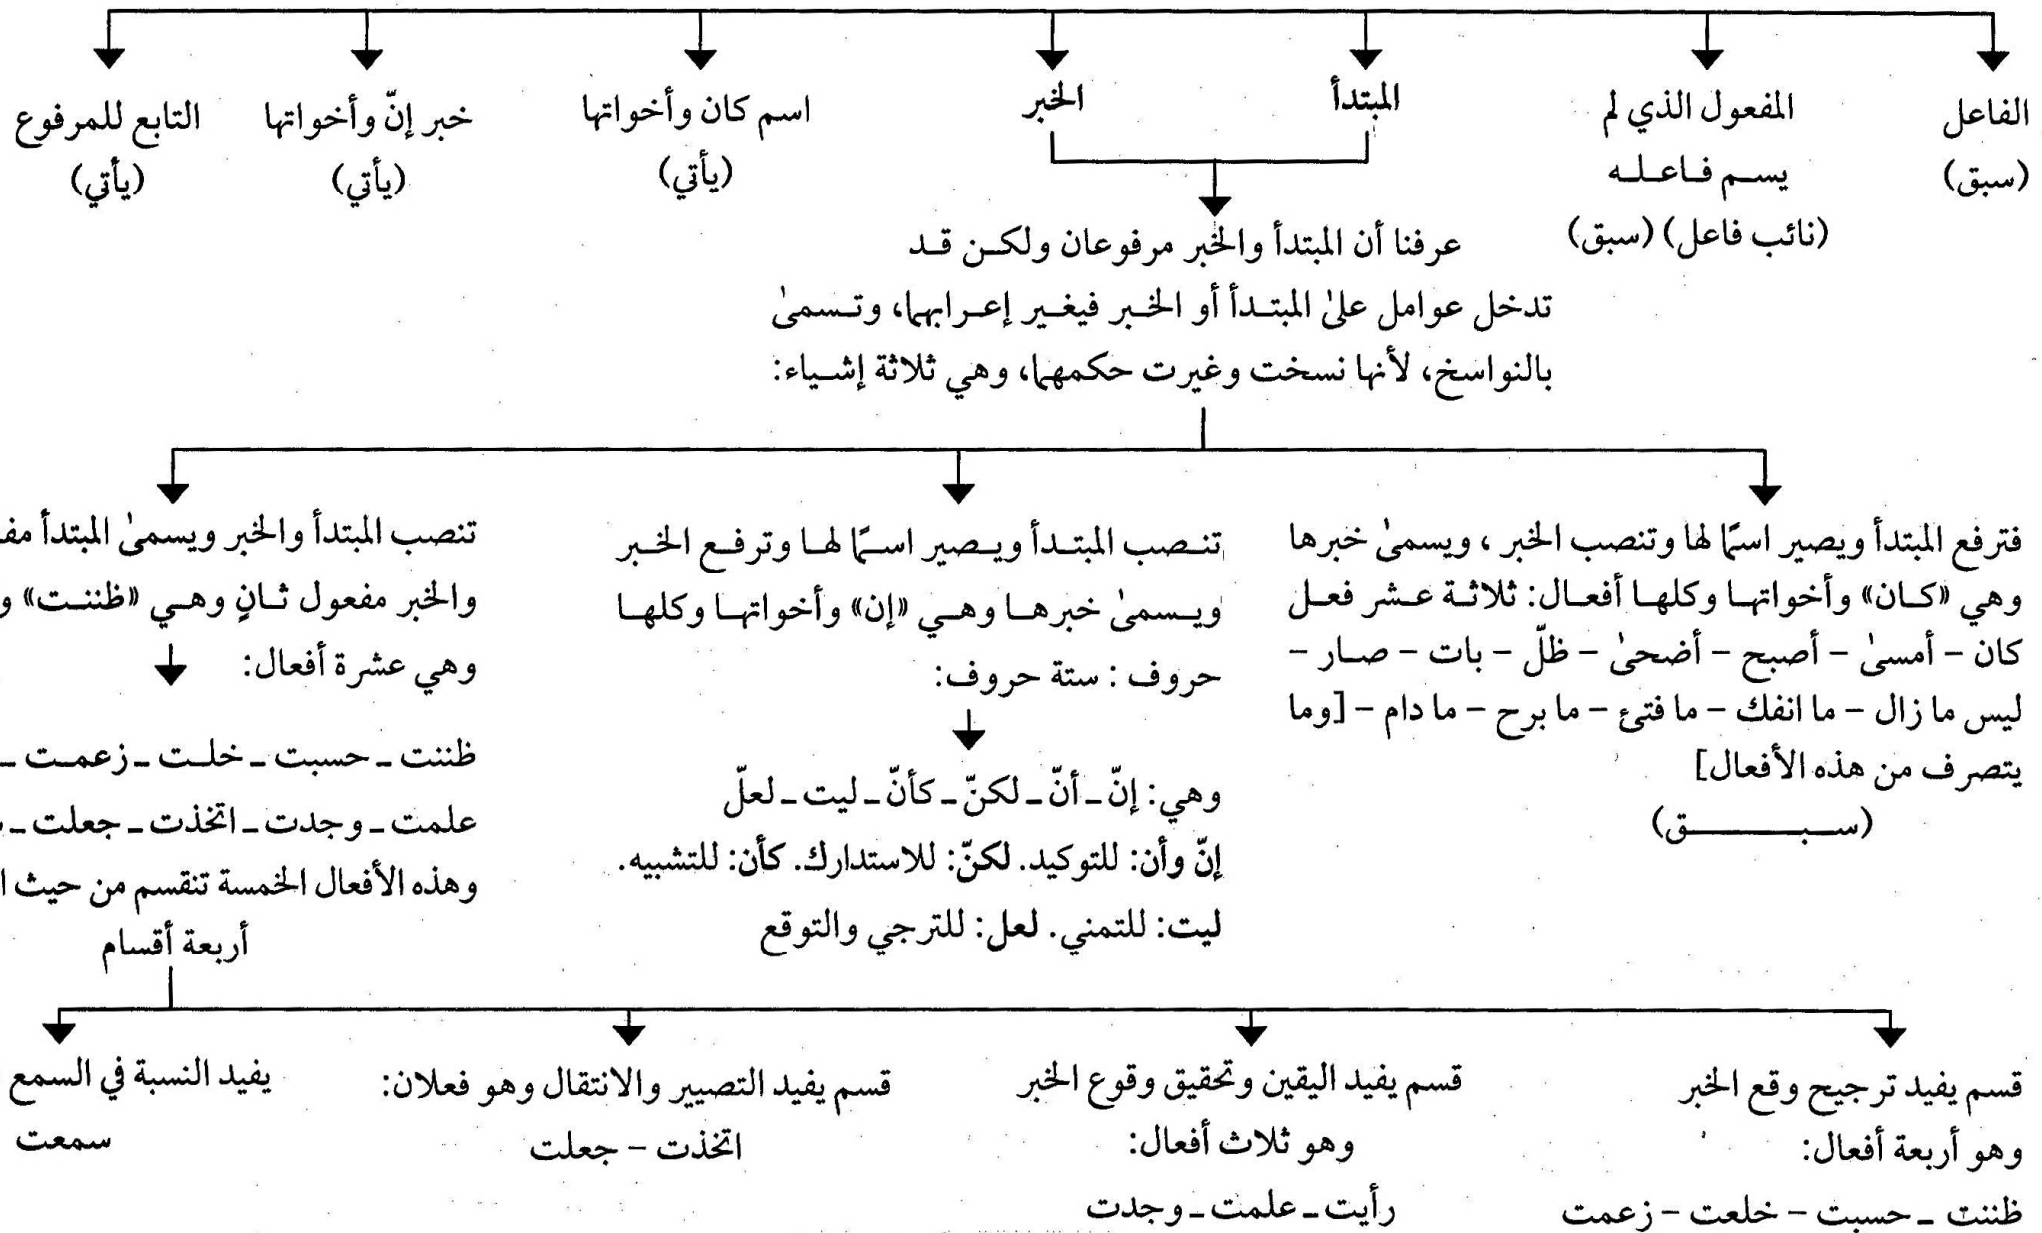 الفاعل
(سبق)
المفعول الذي لم
يسم فاعله
(نائب فاعل) (سبق)
المبتدأ
الخبر
اسم كان وأخواتها
(يأتي)
خبر إنّ وأخواتها
(يأتي)
التابع للمرفوع
(يأتي)
عرفنا أن المبتدأ والخبر مرفوعان ولكن قد
تدخل عوامل علىٰ المبتدأ أو الخبر فيغير إعرابهما، وتسمىٰ
بالنواسخ، لأنها نسخت وغيرت حكمهما، وهي ثلاثة إشياء:
فترفع المبتدأ ويصير اسمًا لها وتنصب الخبر ، ويسمىٰ خبرها
وهي «كان» وأخواتها وكلها أفعال: ثلاثة عشر فعل
كان – أمسىٰ – أصبح – أضحىٰ – ظلّ – بات – صار –
ليس ما زال – ما انفك – ما فتئ – ما برح – ما دام – [وما
يتصرف من هذه الأفعال]
(سبق)
تنصب المبتدأ ويصير اسمًا لها وترفع الخبر
ويسمىٰ خبرها وهي «إن» وأخواتها وكلها
حروف : ستة حروف:
وهي: إنّ ـ أنّ ـ لكنّ ـ كأنّ ـ ليت ـ لعلّ
إنّ وأن: للتوكيد. لكنّ: للاستدارك. كأن: للتشبيه.
ليت: للتمني. لعل: للترجي والتوقع
تنصب المبتدأ والخبر ويسمىٰ المبتدأ
والخبر مفعول ثانٍ وهي «ظننت»
وهي عشرة أفعال:
ظننت ـ حسبت ـ خلت ـ زعمت ـ
علمت ـ وجدت ـ اتخذت ـ جعلت ـ
وهذه الأفعال الخمسة تنقسم من حيث
أربعة أقسام
قسم يفيد ترجيح وقع الخبر
وهو أربعة أفعال:
ظننت ـ حسبت – خلعت – زعمت
قسم يفيد اليقين وتحقيق وقوع الخبر
وهو ثلاث أفعال:
رأيت ـ علمت ـ وجدت
قسم يفيد التصيير والانتقال وهو فعلان:
اتخذت – جعلت
يفيد النسبة في السمع
سمعت